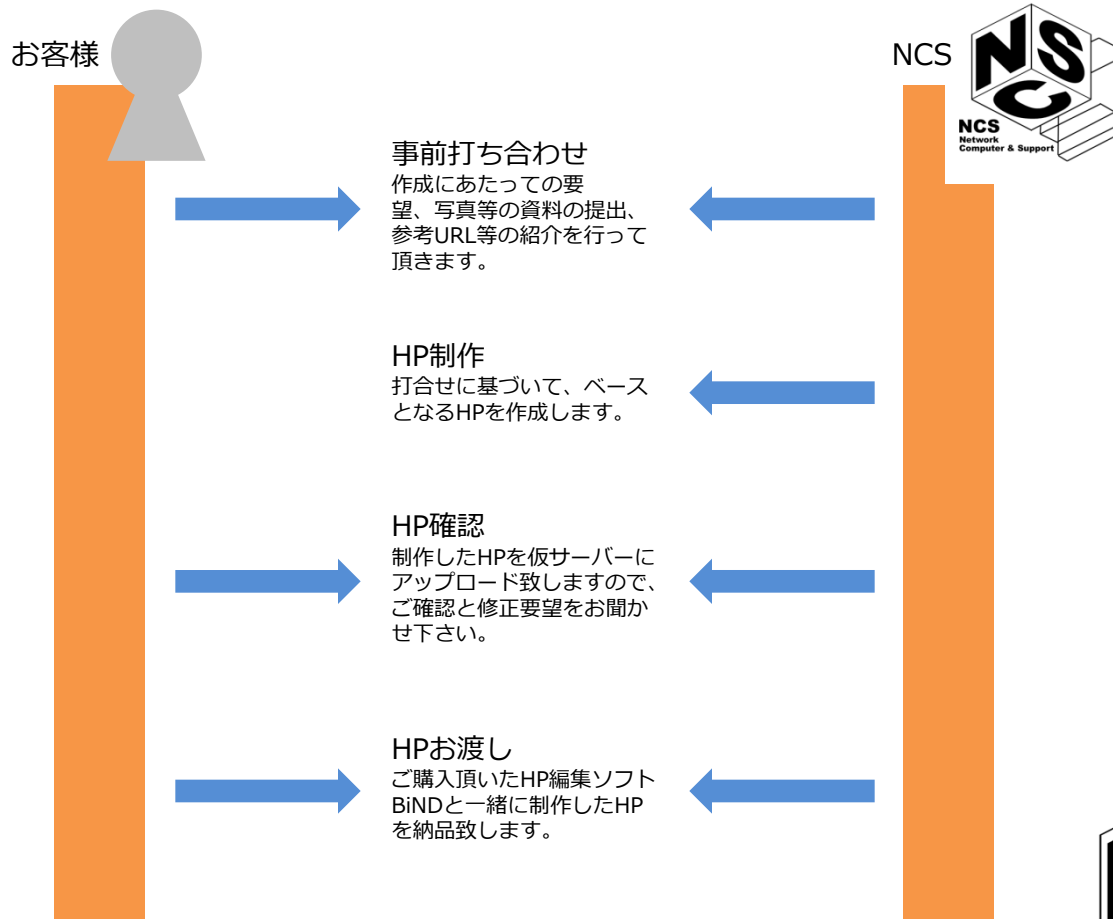 お客様
NCS
NSC
NCS
Network
Computer & Support
事前打ち合わせ
作成にあたっての要
望、写真等の資料の提出、
参考URL等の紹介を行って
頂きます。
HP制作
打合せに基づいて、ベース
となるHPを作成します。
HP確認
制作したHPを仮サーバーに
アップロード致しますので、
ご確認と修正要望をお聞か
せ下さい。
HPお渡し
ご購入頂いたHP編集ソフト
BiNDと一緒に制作したHP
を納品致します。